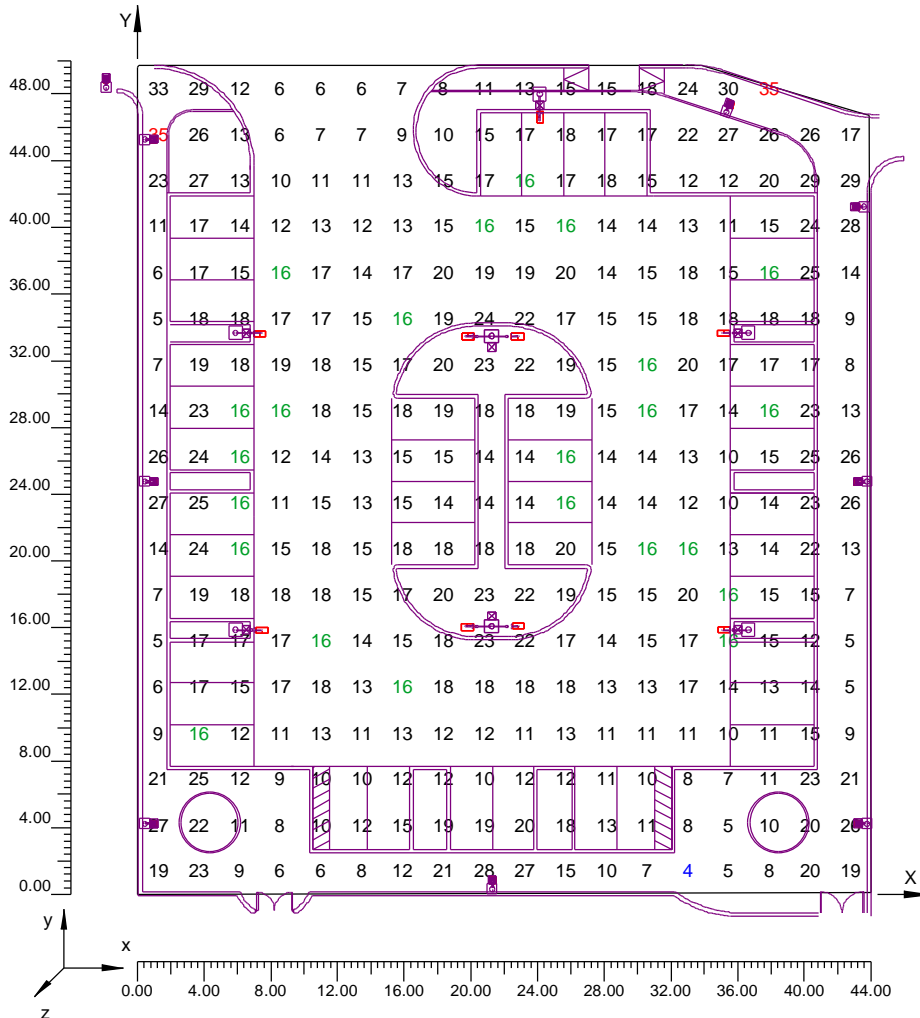 Y
48.00 33 29 12 6 6 6 7 8 11 13 15 15 18 24 30 35
44.00 35 26 13 6 7 7 9 10 15 17 18 17 17 22 27 26 26 17
23 27 13 10 11 11 13 15 17 16 17 18 15 12 12 20 29 29
40.00 11 17 14 12 13 12 13 15 16 15 16 14 14 13 11 15 24 28
36.00 6 17 15 16 17 14 17 20 19 19 20 14 15 18 15 16 25 14
5 18 18 17 17 15 16 19 24 22 17 15 15 18 18 18 18 9
32.00 7 19 18 19 18 15 17 20 23 22 19 15 16 20 17 17 17 8
28.00 14 23 16 16 18 15 18 19 18 18 19 15 16 17 14 16 23 13
26 24 16 12 14 13 15 15 14 14 16 14 14 13 10 15 25 26
24.00 27 25 16 11 15 13 15 14 14 14 16 14 14 12 10 14 23 26
20.00 14 24 16 15 18 15 18 18 18 18 20 15 16 16 13 14 22 13
7 19 18 18 18 15 17 20 23 22 19 15 15 20 16 15 15 7
16.00 5 17 17 17 16 14 15 18 23 22 17 14 15 17 16 15 12 5
12.00 6 17 15 17 18 13 16 18 18 18 18 13 13 17 14 13 14 5
8.00 9 16 12 11 13 11 13 12 12 11 13 11 11 11 10 11 15 9
21 25 12 9 10 10 12 12 10 12 12 11 10 8 7 11 23 21
4.00 27 22 11 8 10 12 15 19 19 20 18 13 11 8 5 10 20 26
0.00 19 23 9 6 6 8 12 21 28 27 15 10 7 4 5 8 20 19
X
y
x
z
0.00 4.00 8.00 12.00 16.00 20.00 24.00 28.00 32.00 36.00 40.00 44.00